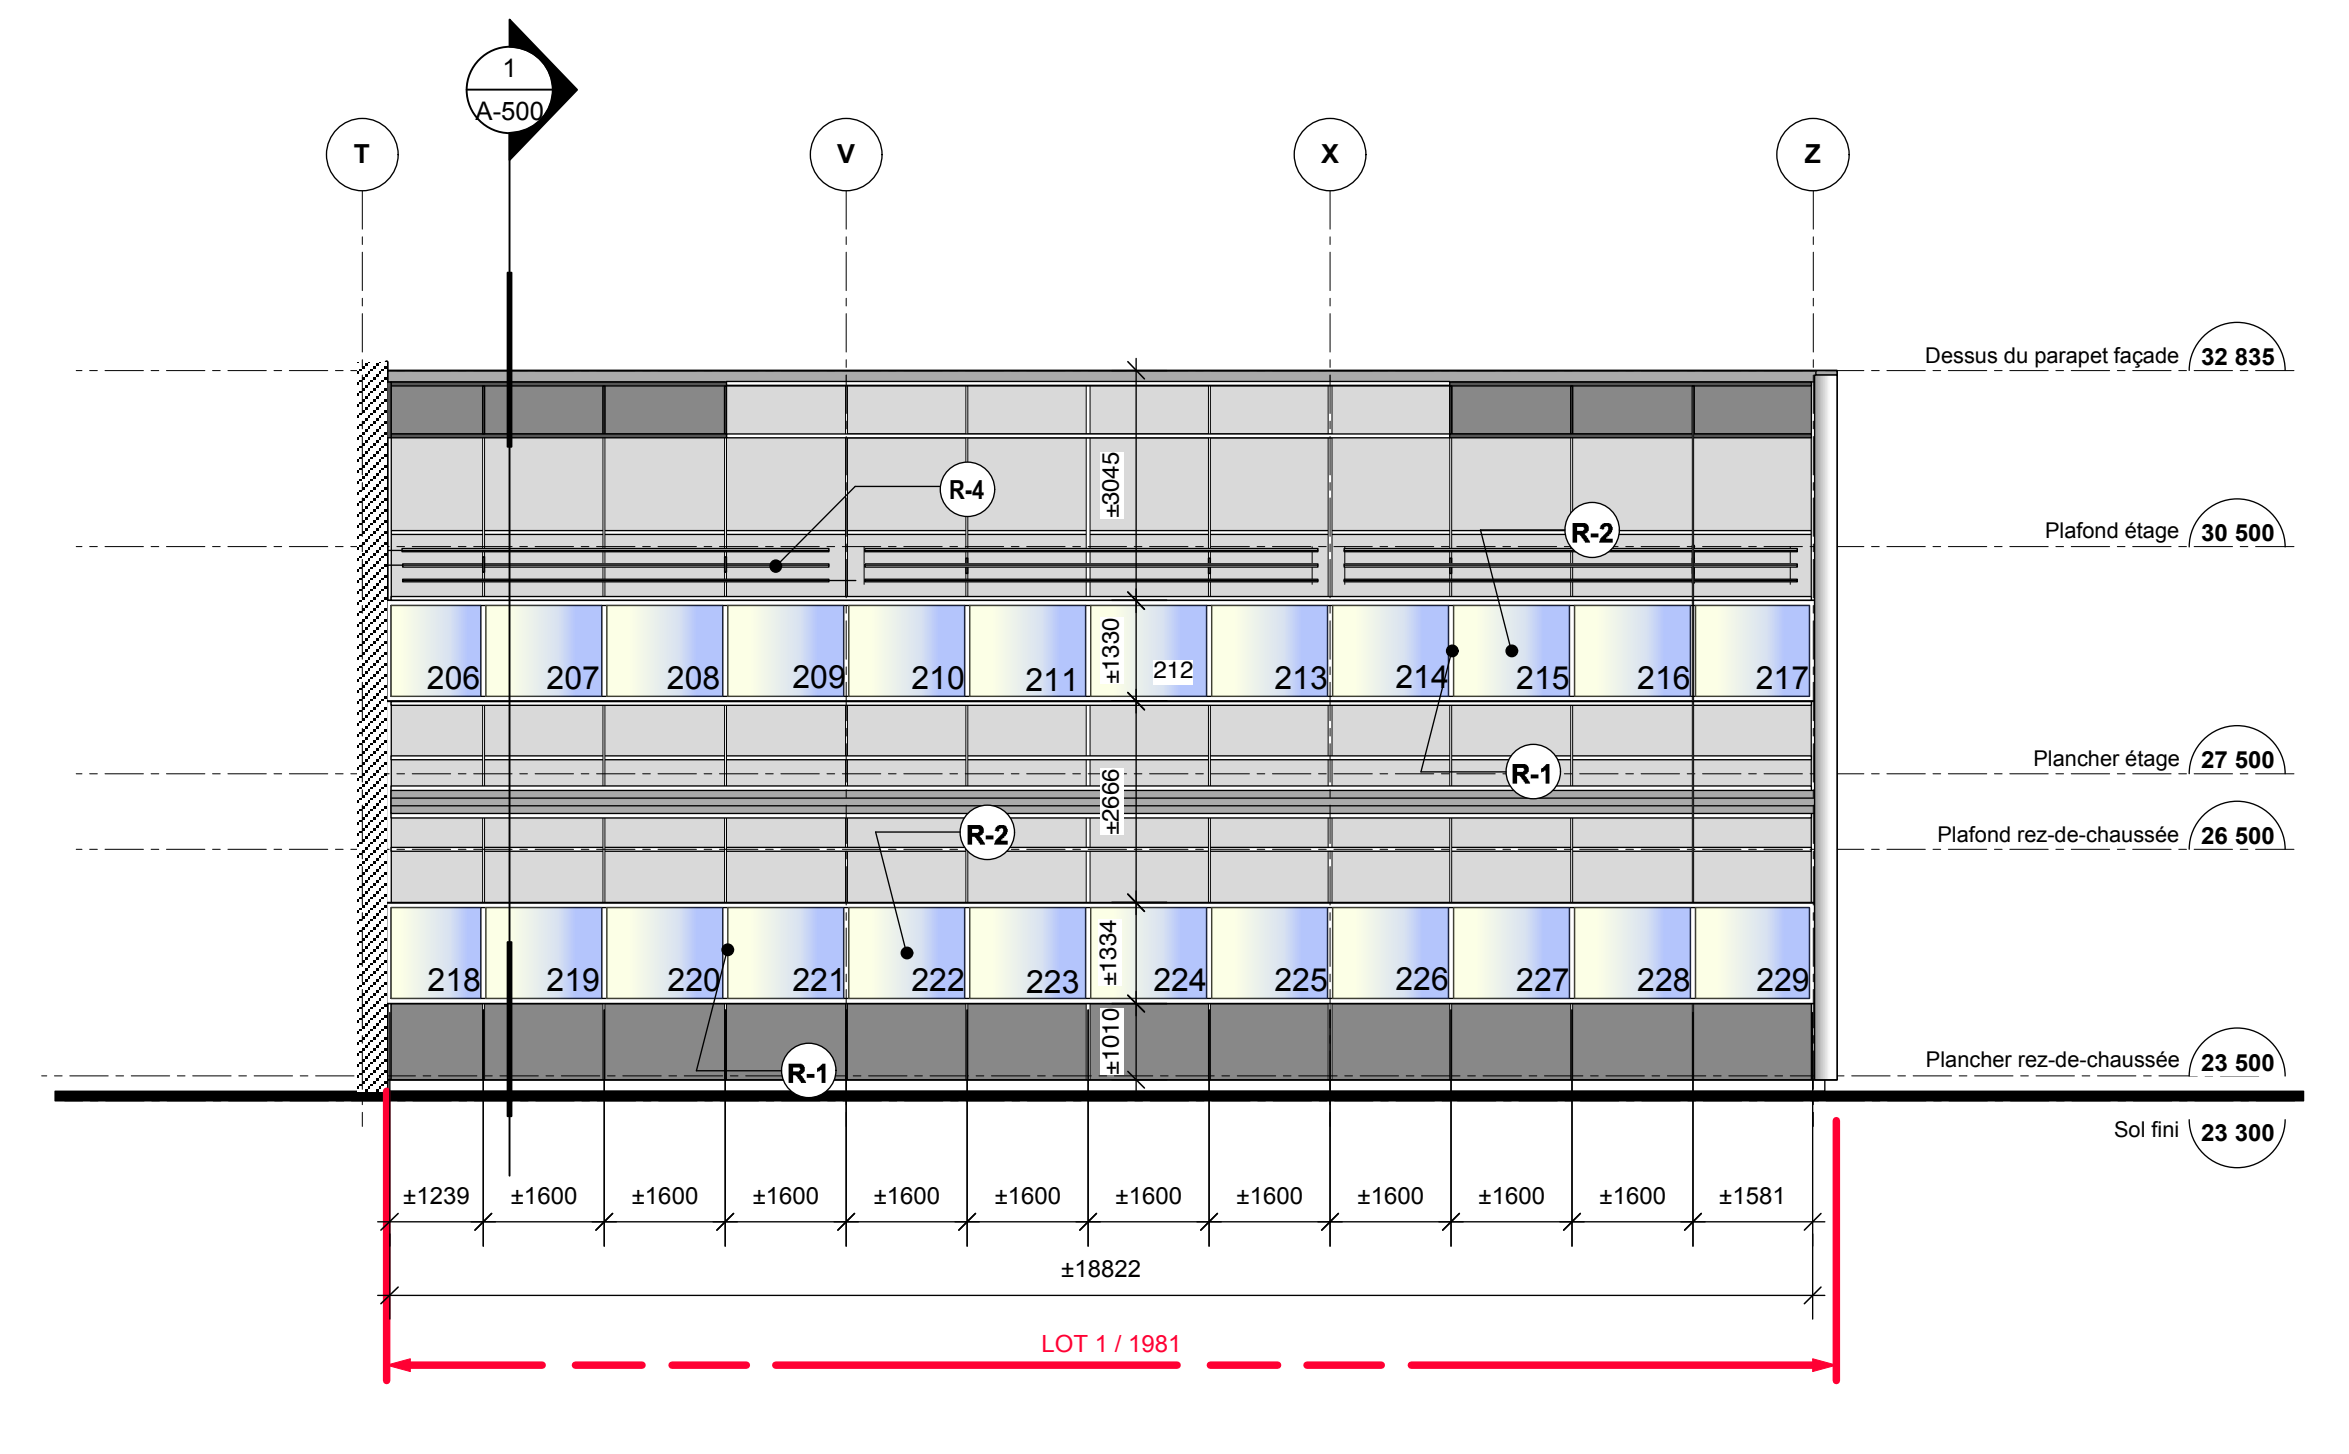 1
A-500
T
V
X
Z
Dessus du parapet façade 32 835
±3045
R-4
R-2
Plafond étage 30 500
±1330
206 207 208 209 210 211 212 213 214 215 216 217
Plancher étage 27 500
R-1
±2666
R-2
Plafond rez-de-chaussée 26 500
±1334
218 219 220 221 222 223 224 225 226 227 228 229
±1010
Plancher rez-de-chaussée 23 500
R-1
Sol fini 23 300
±1239 ±1600 ±1600 ±1600 ±1600 ±1600 ±1600 ±1600 ±1600 ±1600 ±1600 ±1581
±18822
LOT 1 / 1981